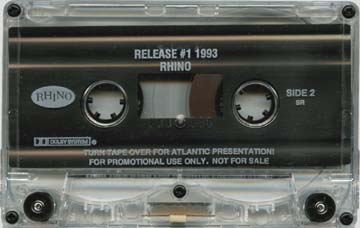 RELEASE #1 1993
RHINO
RHINO
SIDE 2
SR
DOLBY SYSTEM
TURN TAPE OVER FOR ATLANTIC PRESENTATION!
FOR PROMOTIONAL USE ONLY. NOT FOR SALE